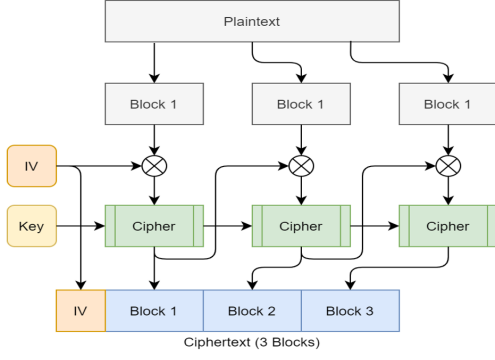 Plaintext
Block 1
Block 1
Block 1
IV
Key
Cipher
Cipher
Cipher
IV
Block 1
Block 2
Block 3
Ciphertext (3 Blocks)